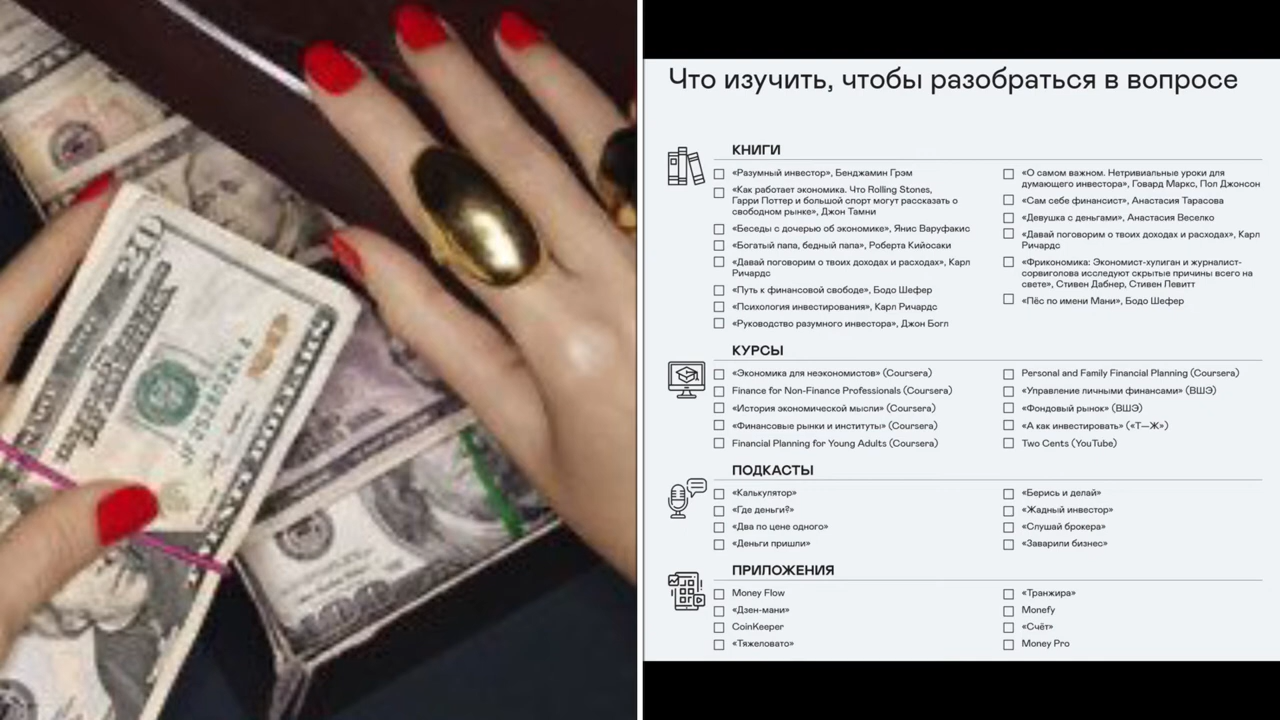 Что изучить, чтобы разобраться в вопросе
КНИГИ
«Разумный инвестор», Бенджамин Грэм
«Как работает экономика. Что Rolling Stones,
Гарри Поттер и большой спорт могут рассказать о
свободном рынке», Джон Тамни
«Беседы с дочерью об экономике», Янис Варуфакис
«Богатый папа, бедный папа», Роберта Кийосаки
«Давай поговорим о твоих доходах и расходах», Карл
Ричардс
«Путь к финансовой свободе», Бодо Шефер
«Психология инвестирования», Карл Ричардс
«Руководство разумного инвестора», Джон Богл
«О самом важном. Нетривиальные уроки для
думающего инвестора», Говард Маркс, Пол Джонсон
«Сам себе финансист», Анастасия Тарасова
«Девушка с деньгами», Анастасия Веселко
«Давай поговорим о твоих доходах и расходах», Карл
Ричардс
«Фрикономика: Экономист-хулиган и журналист-
сорвиголова исследуют скрытые причины всего на
свете», Стивен Дабнер, Стивен Левитт
«Пёс по имени Мани», Бодо Шефер
КУРСЫ
«Экономика для неэкономистов» (Coursera)
Finance for Non-Finance Professionals (Coursera)
«История экономической мысли» (Coursera)
«Финансовые рынки и институты» (Coursera)
Financial Planning for Young Adults (Coursera)
Personal and Family Financial Planning (Coursera)
«Управление личными финансами» (ВШЭ)
«Фондовый рынок» (ВШЭ)
«А как инвестировать» («Т—Ж»)
Two Cents (YouTube)
ПОДКАСТЫ
«Калькулятор»
«Где деньги?»
«Два по цене одного»
«Деньги пришли»
«Берись и делай»
«Жадный инвестор»
«Слушай брокера»
«Заварили бизнес»
ПРИЛОЖЕНИЯ
Money Flow
«Дзен-мани»
CoinKeeper
«Тяжеловато»
«Транжира»
Monefy
«Счёт»
Money Pro